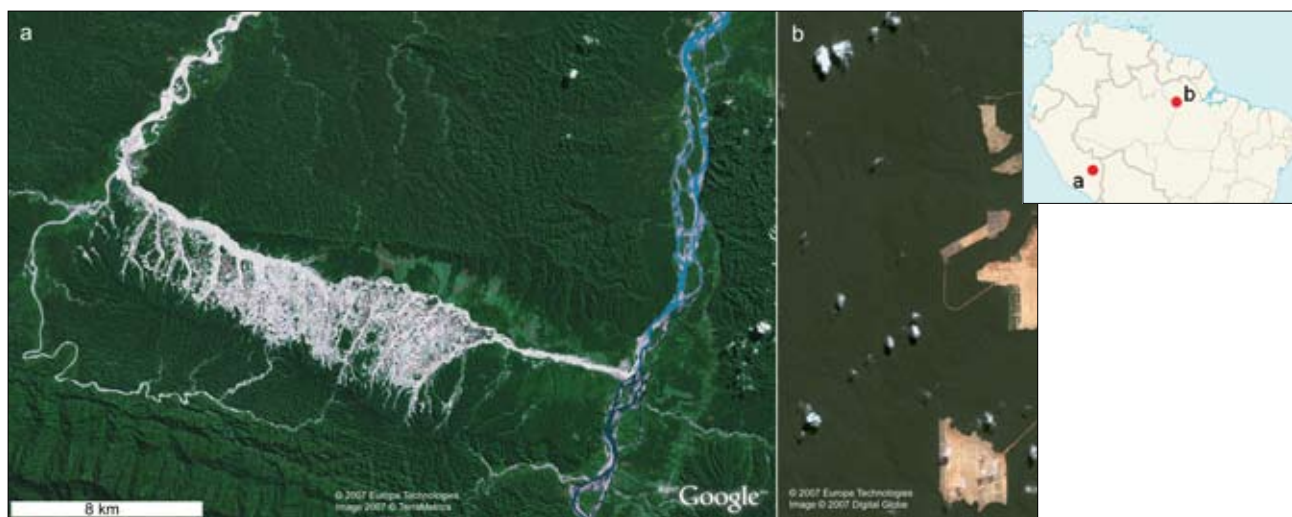 a
8 km
© 2007 Europa Technologies
Image 2007 © TerraMetrics
Google
b
© 2007 Europa Technologies
Image © 2007 Digital Globe
b
a